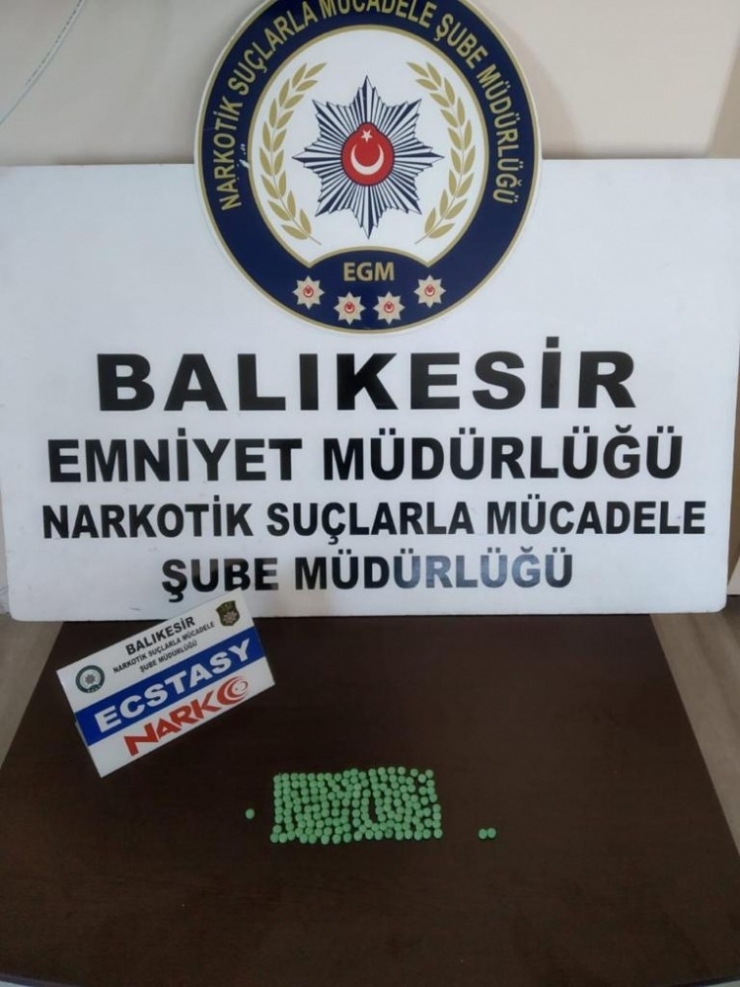 NARKOTİK SUÇLARLA MÜCADELE ŞUBE MÜDÜRLÜĞÜ
EGM
BALIKESİR
EMNİYET MÜDÜRLÜĞÜ
NARKOTİK SUÇLARLA MÜCADELE
ŞUBE MÜDÜRLÜĞÜ
BALIKESİR
NARKOTİK SUÇLARLA MÜCADELE
ŞUBE MÜDÜRLÜĞÜ
ECSTASY
NARKO